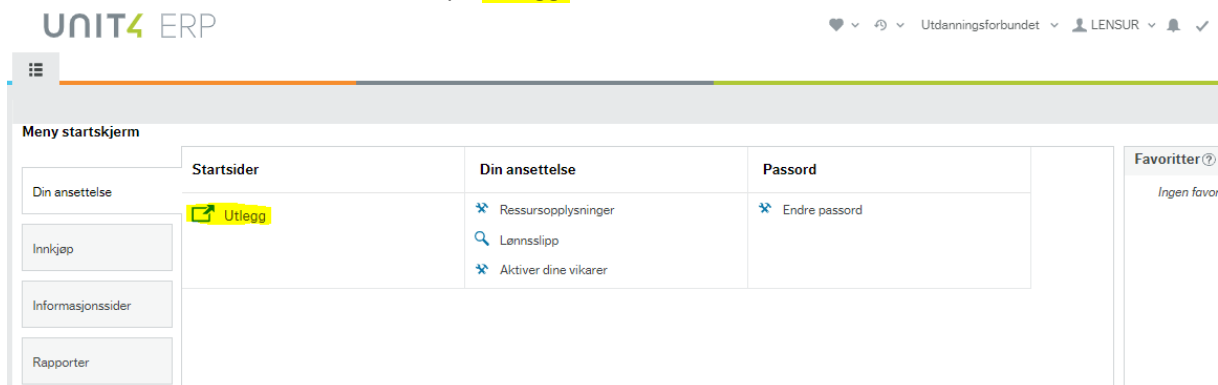 UNIT4 ERP
Utdanningsforbundet LENSUR
Meny startskjerm
Din ansettelse
Innkjøp
Informasjonssider
Rapporter
Startsider
Utlegg
Din ansettelse
Ressursopplysninger
Lønnsslipp
Aktiver dine vikarer
Passord
Endre passord
Favoritter
Ingen favor